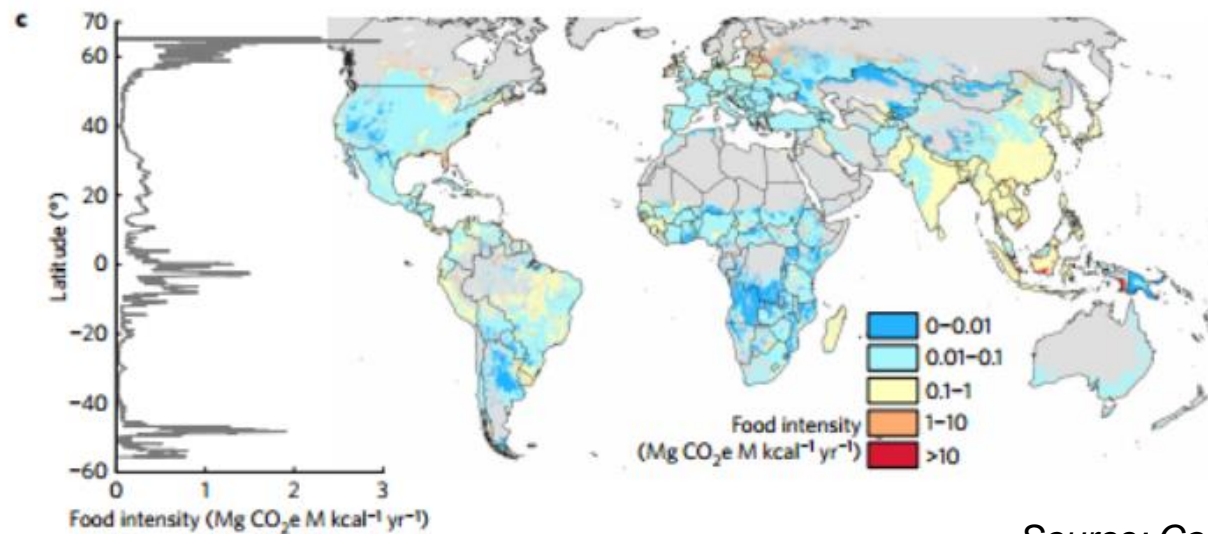 c
70
60
40
20
0
−20
−40
−60
Latitude (°)
0 1 2 3
Food intensity (Mg CO₂e M kcal⁻¹ yr⁻¹)
Food intensity
(Mg CO₂e M kcal⁻¹ yr⁻¹)
0–0.01
0.01–0.1
0.1–1
1–10
>10